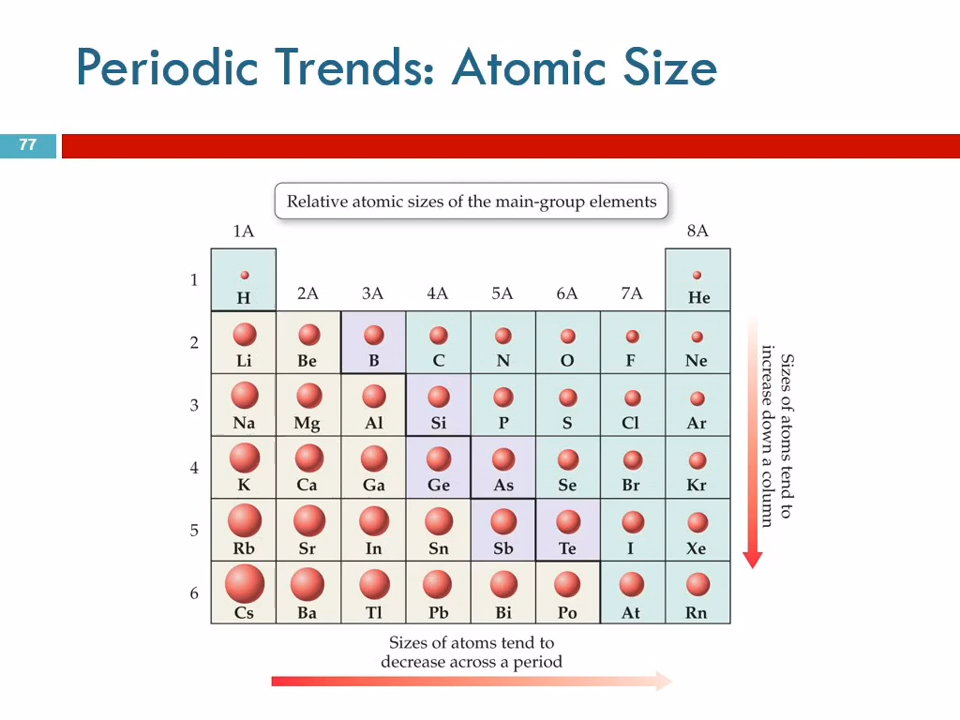 Periodic Trends: Atomic Size
77
Relative atomic sizes of the main-group elements
1A 8A
1 H 2A 3A 4A 5A 6A 7A He
2 Li Be B C N O F Ne
3 Na Mg Al Si P S Cl Ar
4 K Ca Ga Ge As Se Br Kr
5 Rb Sr In Sn Sb Te I Xe
6 Cs Ba Tl Pb Bi Po At Rn
Sizes of atoms tend to
increase down a column
Sizes of atoms tend to
decrease across a period